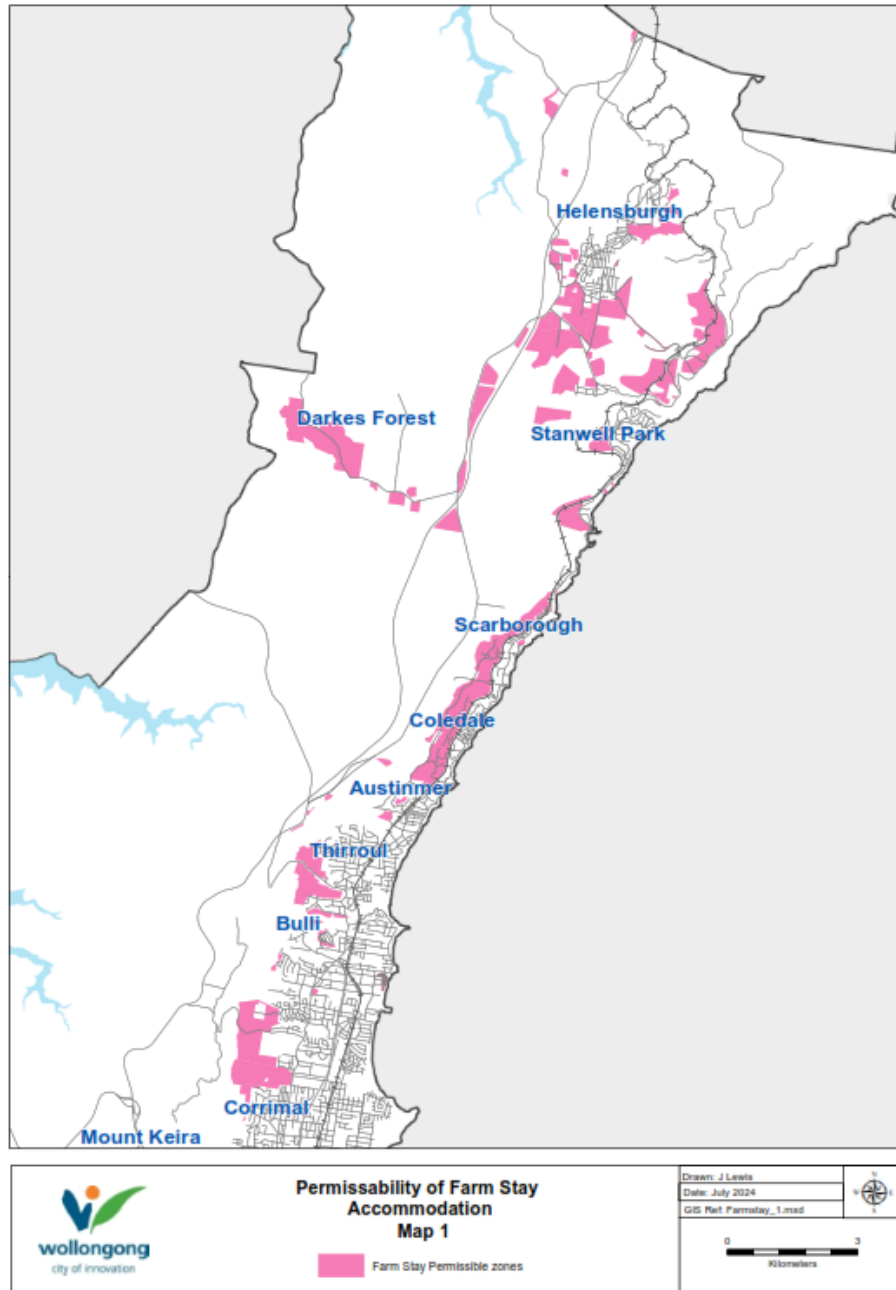 Helensburgh
Darkes Forest
Stanwell Park
Scarborough
Coledale
Austinmer
Thirroul
Bulli
Corrimal
Mount Keira
wollongong
city of innovation
Permissability of Farm Stay
Accommodation
Map 1
Farm Stay Permissible zones
Drawn: J Lewis
Date: July 2024
GIS Ref: Farmstay_1.mxd
N
W
E
S
0 3
Kilometers